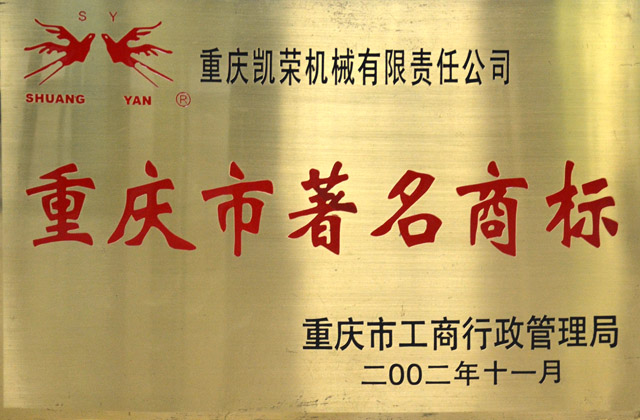 S Y
SHUANG YAN ®
重庆凯荣机械有限责任公司
重庆市著名商标
重庆市工商行政管理局
二00二年十一月